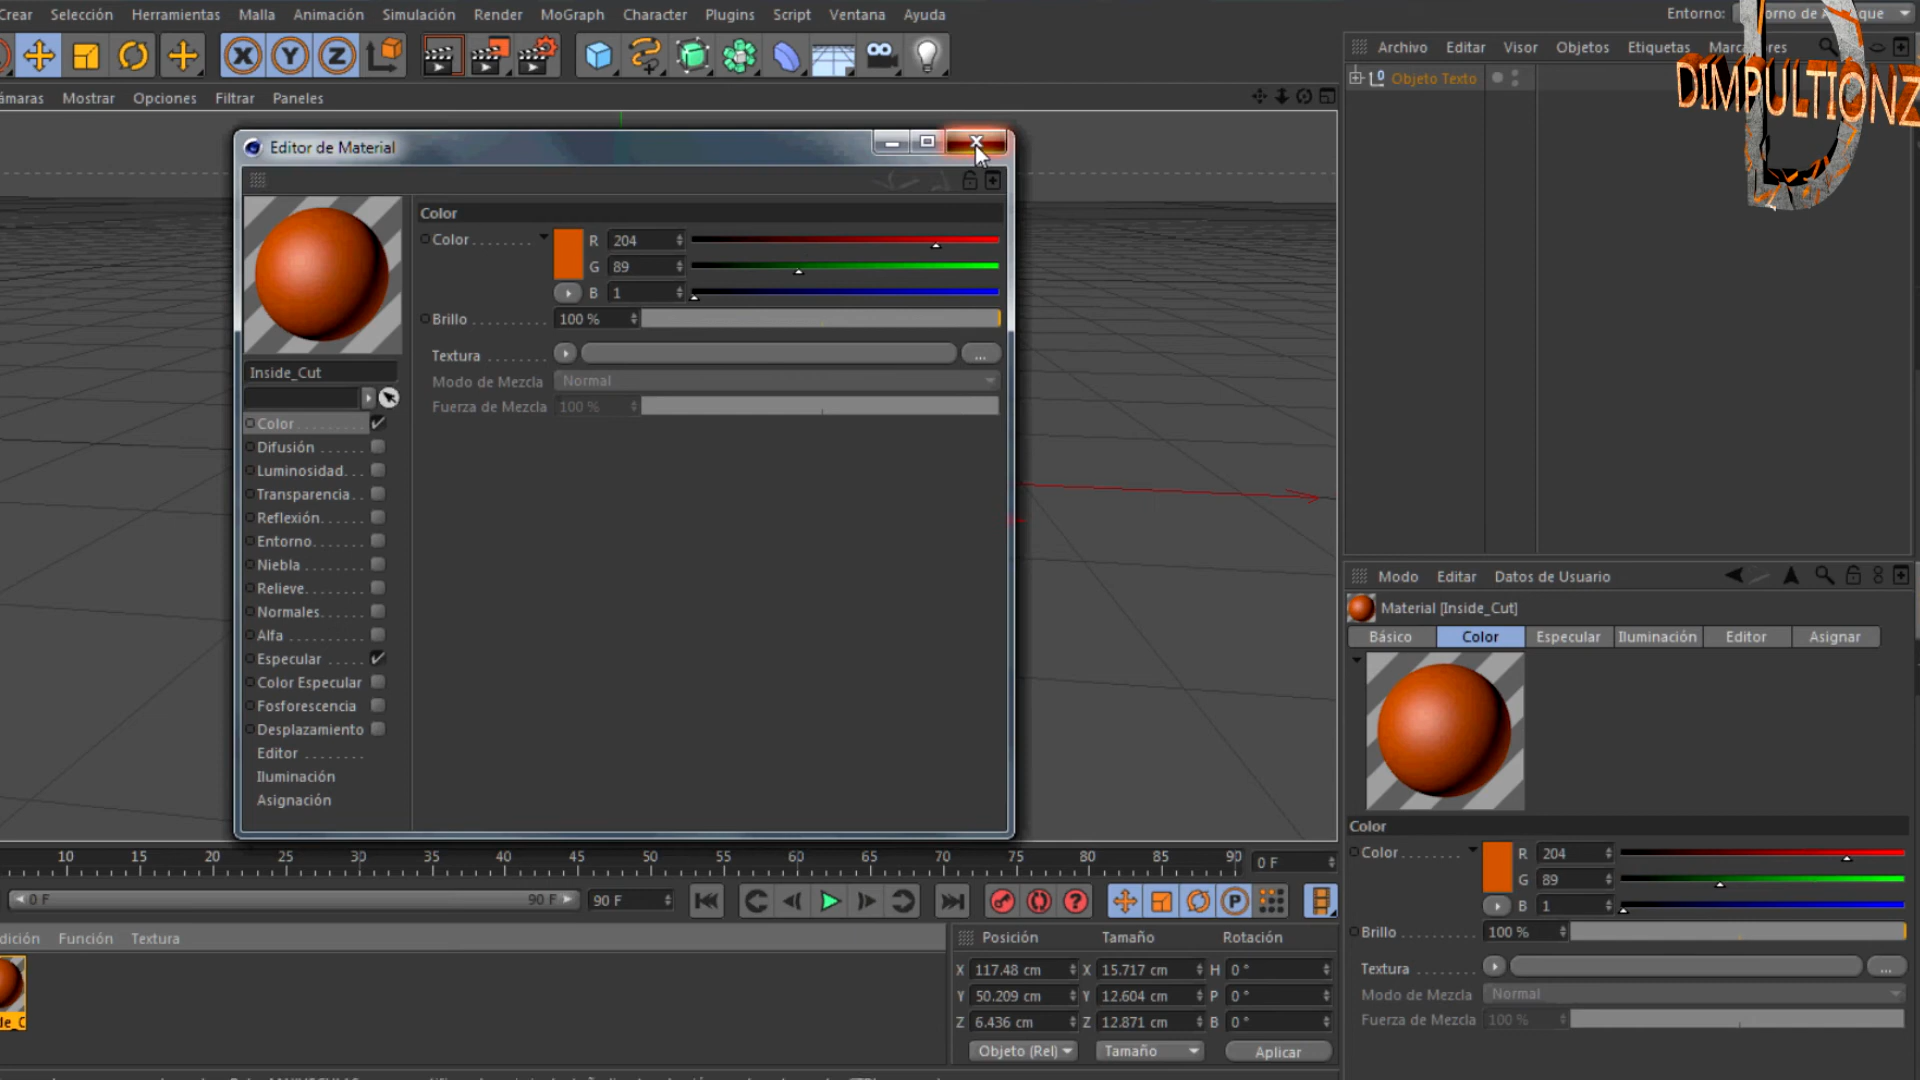 Crear Selección Herramientas Malla Animación Simulación Render MoGraph Character Plugins Script Ventana Ayuda
Entorno:
X Y Z
Archivo Editar Visor Objetos Etiquetas
Mostrar Opciones Filtrar Paneles
Objeto Texto
DIMPULTIONZ
Editor de Material
Color
Color R 204
G 89
B 1
Brillo 100 %
Textura ...
Modo de Mezcla Normal
Fuerza de Mezcla 100 %
Inside_Cut
Color
Difusión
Luminosidad
Transparencia
Reflexión
Entorno
Niebla
Relieve
Normales
Alfa
Especular
Color Especular
Fosforescencia
Desplazamiento
Editor
Iluminación
Asignación
Modo Editar Datos de Usuario
Material [Inside_Cut]
Básico Color Especular Iluminación Editor Asignar
Color
Color R 204
G 89
B 1
Brillo 100 %
Textura ...
Modo de Mezcla Normal
Fuerza de Mezcla 100 %
10 15 20 25 30 35 40 45 50 55 60 65 70 75 80 85 90 0 F
0 F 90 F 90 F
Función Textura
Posición Tamaño Rotación
X 117.48 cm X 15.717 cm H 0 °
Y 50.209 cm Y 12.604 cm P 0 °
Z 6.436 cm Z 12.871 cm B 0 °
Objeto (Rel) Tamaño Aplicar